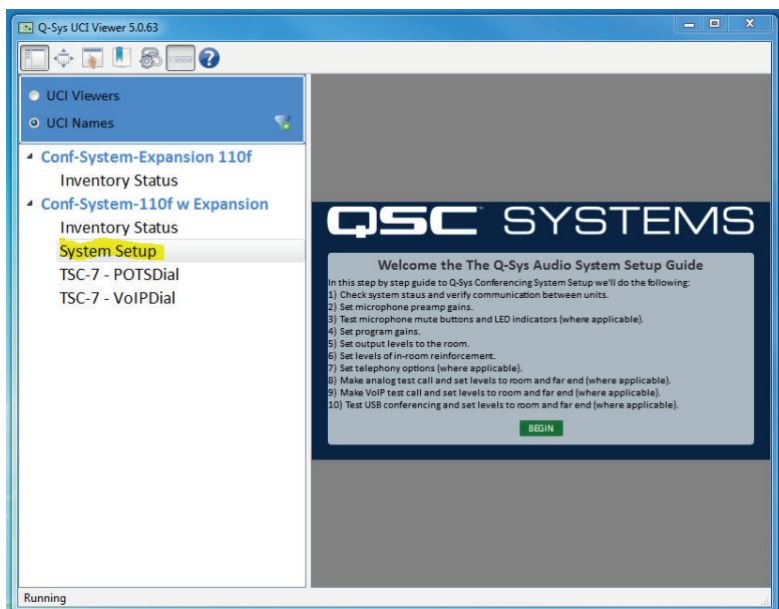 Q-Sys UCI Viewer 5.0.63
UCI Viewers
UCI Names
Conf-System-Expansion 110f
Inventory Status
Conf-System-110f w Expansion
Inventory Status
System Setup
TSC-7 - POTSDial
TSC-7 - VoIPDial
QSC™ SYSTEMS
Welcome the The Q-Sys Audio System Setup Guide
In this step by step guide to Q-Sys Conferencing System Setup we'll do the following:
1) Check system staus and verify communication between units.
2) Set microphone preamp gains.
3) Test microphone mute buttons and LED indicators (where applicable).
4) Set program gains.
5) Set output levels to the room.
6) Set levels of in-room reinforcement.
7) Set telephony options (where applicable).
8) Make analog test call and set levels to room and far end (where applicable).
9) Make VoIP test call and set levels to room and far end (where applicable).
10) Test USB conferencing and set levels to room and far end (where applicable).
BEGIN
Running